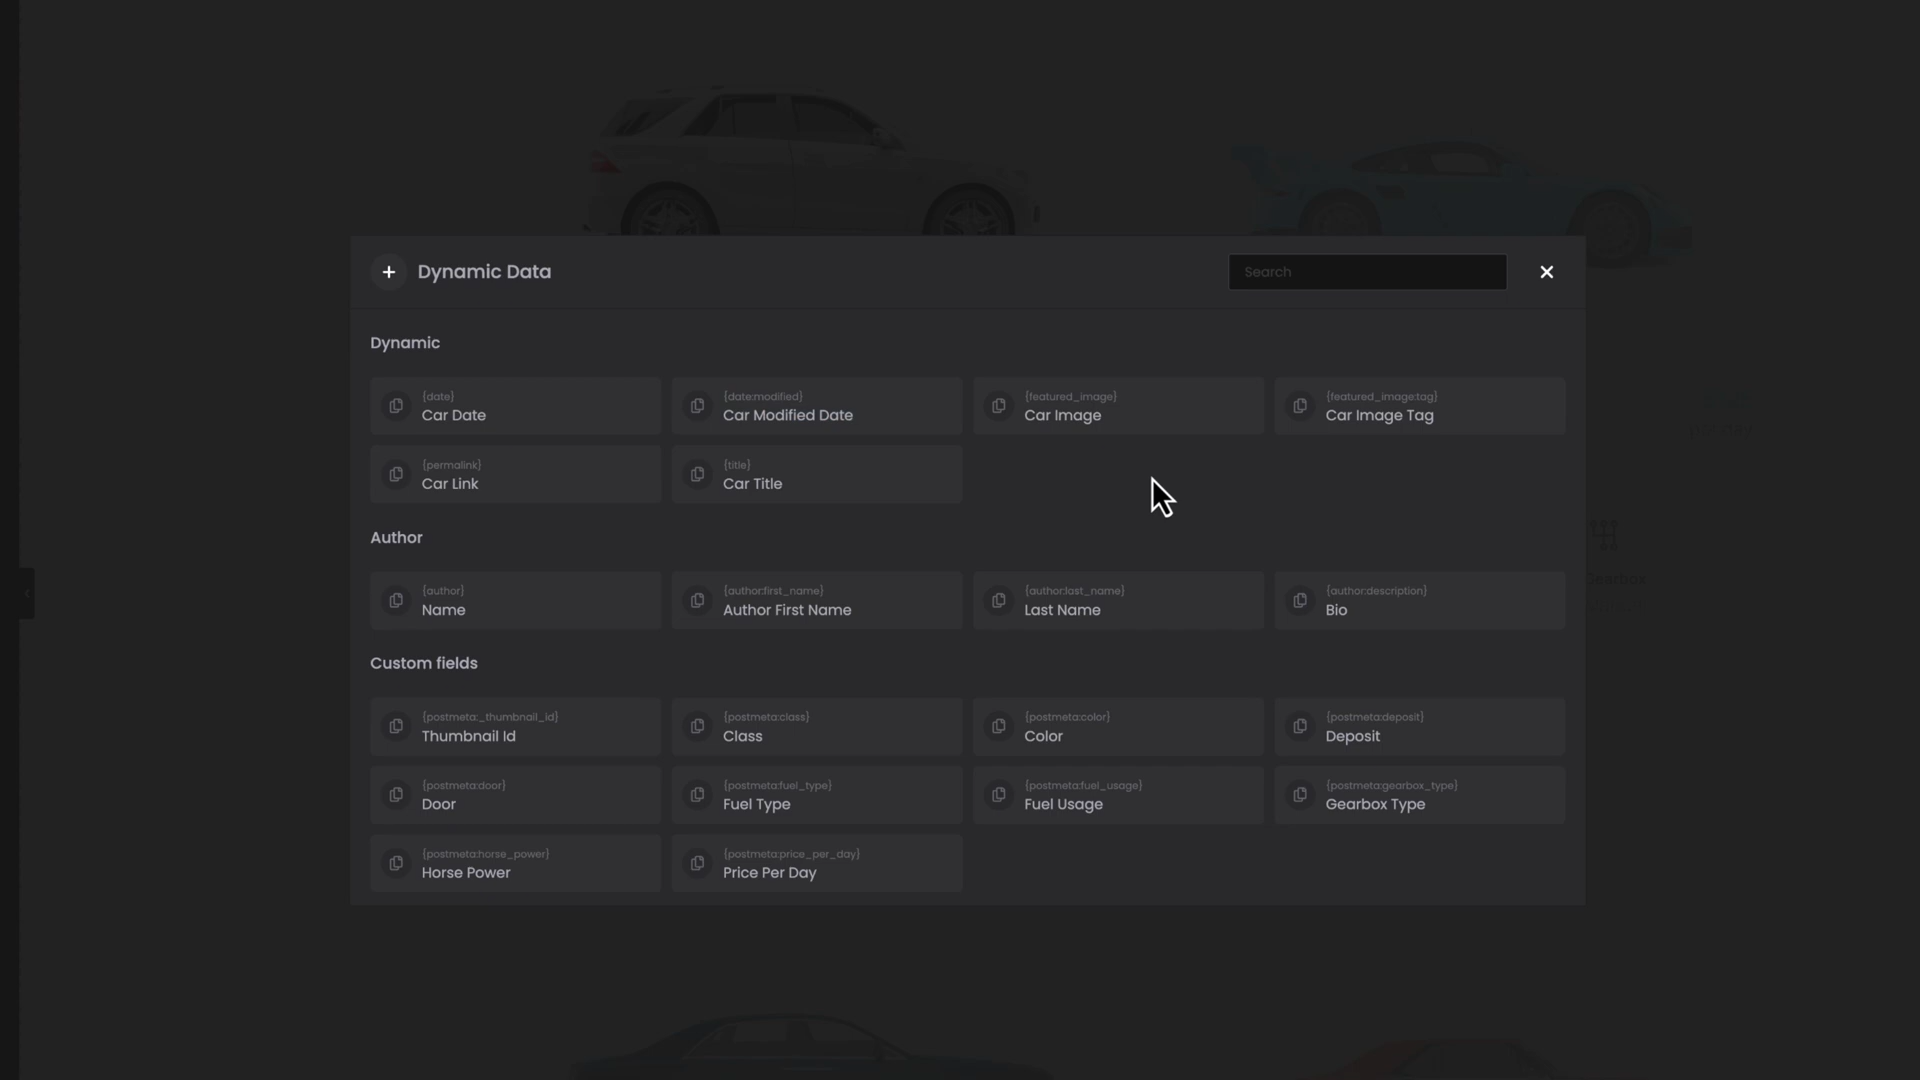 Dynamic Data
Search
Dynamic
{date}
Car Date
{date:modified}
Car Modified Date
{featured_image}
Car Image
{featured_image:tag}
Car Image Tag
{permalink}
Car Link
{title}
Car Title
Author
{author}
Name
{author:first_name}
Author First Name
{author:last_name}
Last Name
{author:description}
Bio
Custom fields
{postmeta:_thumbnail_id}
Thumbnail Id
{postmeta:class}
Class
{postmeta:color}
Color
{postmeta:deposit}
Deposit
{postmeta:door}
Door
{postmeta:fuel_type}
Fuel Type
{postmeta:fuel_usage}
Fuel Usage
{postmeta:gearbox_type}
Gearbox Type
{postmeta:horse_power}
Horse Power
{postmeta:price_per_day}
Price Per Day
Gearbox